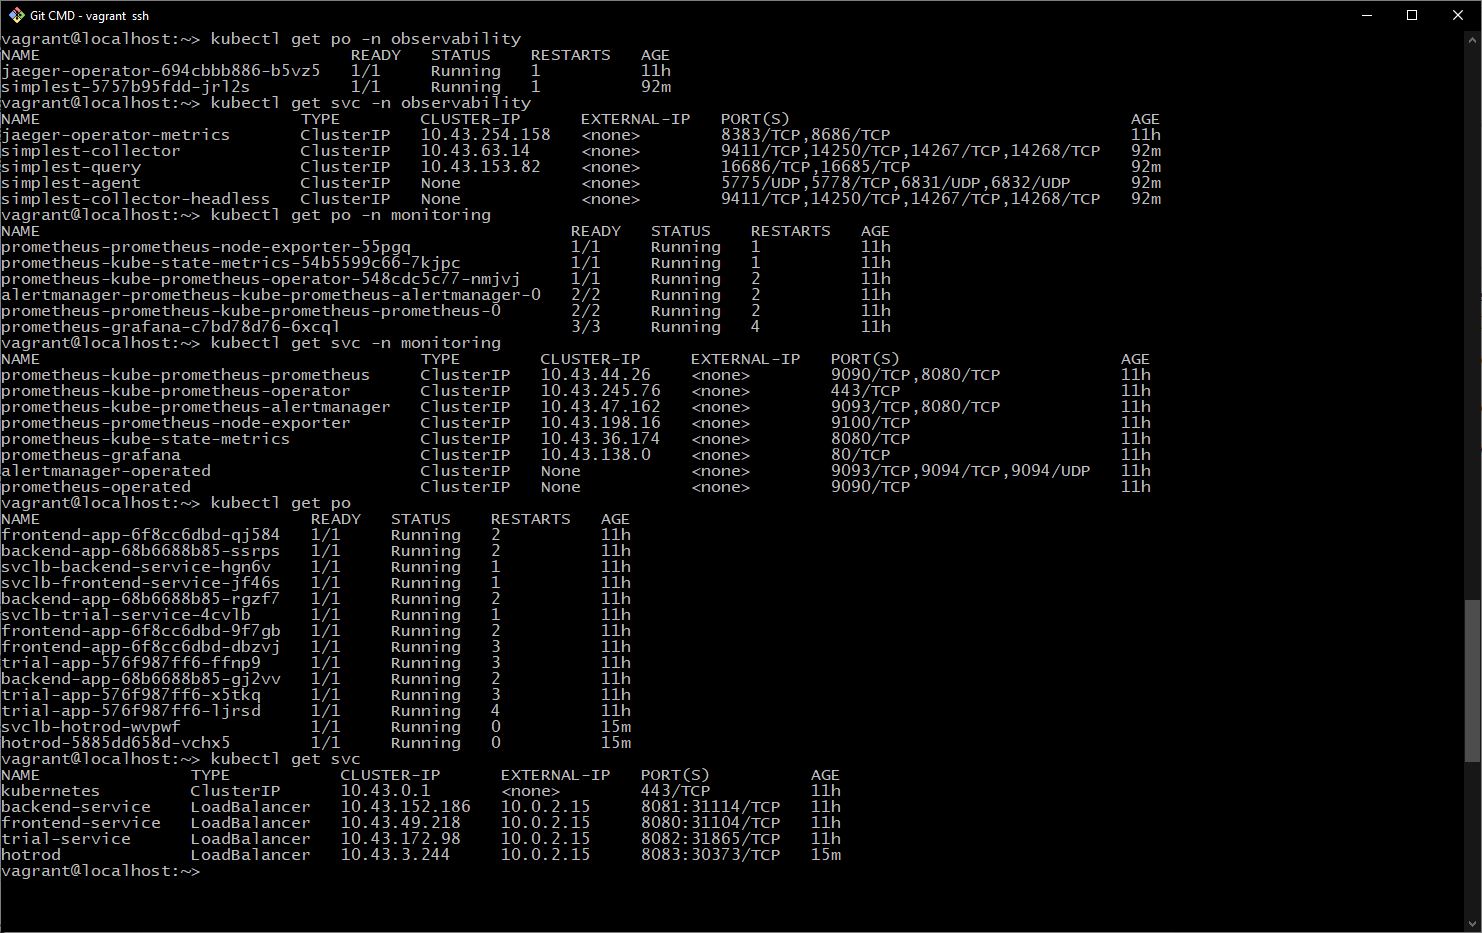 Git CMD - vagrant ssh
vagrant@localhost:~> kubectl get po -n observability
NAME READY STATUS RESTARTS AGE
jaeger-operator-694cbbb886-b5vz5 1/1 Running 1 11h
simplest-5757b95fdd-jrl2s 1/1 Running 1 92m
vagrant@localhost:~> kubectl get svc -n observability
NAME TYPE CLUSTER-IP EXTERNAL-IP PORT(S) AGE
jaeger-operator-metrics ClusterIP 10.43.254.158 <none> 8383/TCP,8686/TCP 11h
simplest-collector ClusterIP 10.43.63.14 <none> 9411/TCP,14250/TCP,14267/TCP,14268/TCP 92m
simplest-query ClusterIP 10.43.153.82 <none> 16686/TCP,16685/TCP 92m
simplest-agent ClusterIP None <none> 5775/UDP,5778/TCP,6831/UDP,6832/UDP 92m
simplest-collector-headless ClusterIP None <none> 9411/TCP,14250/TCP,14267/TCP,14268/TCP 92m
vagrant@localhost:~> kubectl get po -n monitoring
NAME READY STATUS RESTARTS AGE
prometheus-prometheus-node-exporter-55pgq 1/1 Running 1 11h
prometheus-kube-state-metrics-54b5599c66-7kjpc 1/1 Running 1 11h
prometheus-kube-prometheus-operator-548cdc5c77-nmjvj 1/1 Running 2 11h
alertmanager-prometheus-kube-prometheus-alertmanager-0 2/2 Running 2 11h
prometheus-prometheus-kube-prometheus-prometheus-0 2/2 Running 2 11h
prometheus-grafana-c7bd78d76-6xcql 3/3 Running 4 11h
vagrant@localhost:~> kubectl get svc -n monitoring
NAME TYPE CLUSTER-IP EXTERNAL-IP PORT(S) AGE
prometheus-kube-prometheus-prometheus ClusterIP 10.43.44.26 <none> 9090/TCP,8080/TCP 11h
prometheus-kube-prometheus-operator ClusterIP 10.43.245.76 <none> 443/TCP 11h
prometheus-kube-prometheus-alertmanager ClusterIP 10.43.47.162 <none> 9093/TCP,8080/TCP 11h
prometheus-prometheus-node-exporter ClusterIP 10.43.198.16 <none> 9100/TCP 11h
prometheus-kube-state-metrics ClusterIP 10.43.36.174 <none> 8080/TCP 11h
prometheus-grafana ClusterIP 10.43.138.0 <none> 80/TCP 11h
alertmanager-operated ClusterIP None <none> 9093/TCP,9094/TCP,9094/UDP 11h
prometheus-operated ClusterIP None <none> 9090/TCP 11h
vagrant@localhost:~> kubectl get po
NAME READY STATUS RESTARTS AGE
frontend-app-6f8cc6dbd-qj584 1/1 Running 2 11h
backend-app-68b6688b85-ssrps 1/1 Running 2 11h
svclb-backend-service-hgn6v 1/1 Running 1 11h
svclb-frontend-service-jf46s 1/1 Running 1 11h
backend-app-68b6688b85-rgzf7 1/1 Running 2 11h
svclb-trial-service-4cvlb 1/1 Running 1 11h
frontend-app-6f8cc6dbd-9f7gb 1/1 Running 2 11h
frontend-app-6f8cc6dbd-dbzvj 1/1 Running 3 11h
trial-app-576f987ff6-ffnp9 1/1 Running 3 11h
backend-app-68b6688b85-gj2vv 1/1 Running 2 11h
trial-app-576f987ff6-x5tkq 1/1 Running 3 11h
trial-app-576f987ff6-ljrsd 1/1 Running 4 11h
svclb-hotrod-wvpwf 1/1 Running 0 15m
hotrod-5885dd658d-vchx5 1/1 Running 0 15m
vagrant@localhost:~> kubectl get svc
NAME TYPE CLUSTER-IP EXTERNAL-IP PORT(S) AGE
kubernetes ClusterIP 10.43.0.1 <none> 443/TCP 11h
backend-service LoadBalancer 10.43.152.186 10.0.2.15 8081:31114/TCP 11h
frontend-service LoadBalancer 10.43.49.218 10.0.2.15 8080:31104/TCP 11h
trial-service LoadBalancer 10.43.172.98 10.0.2.15 8082:31865/TCP 11h
hotrod LoadBalancer 10.43.3.244 10.0.2.15 8083:30373/TCP 15m
vagrant@localhost:~>